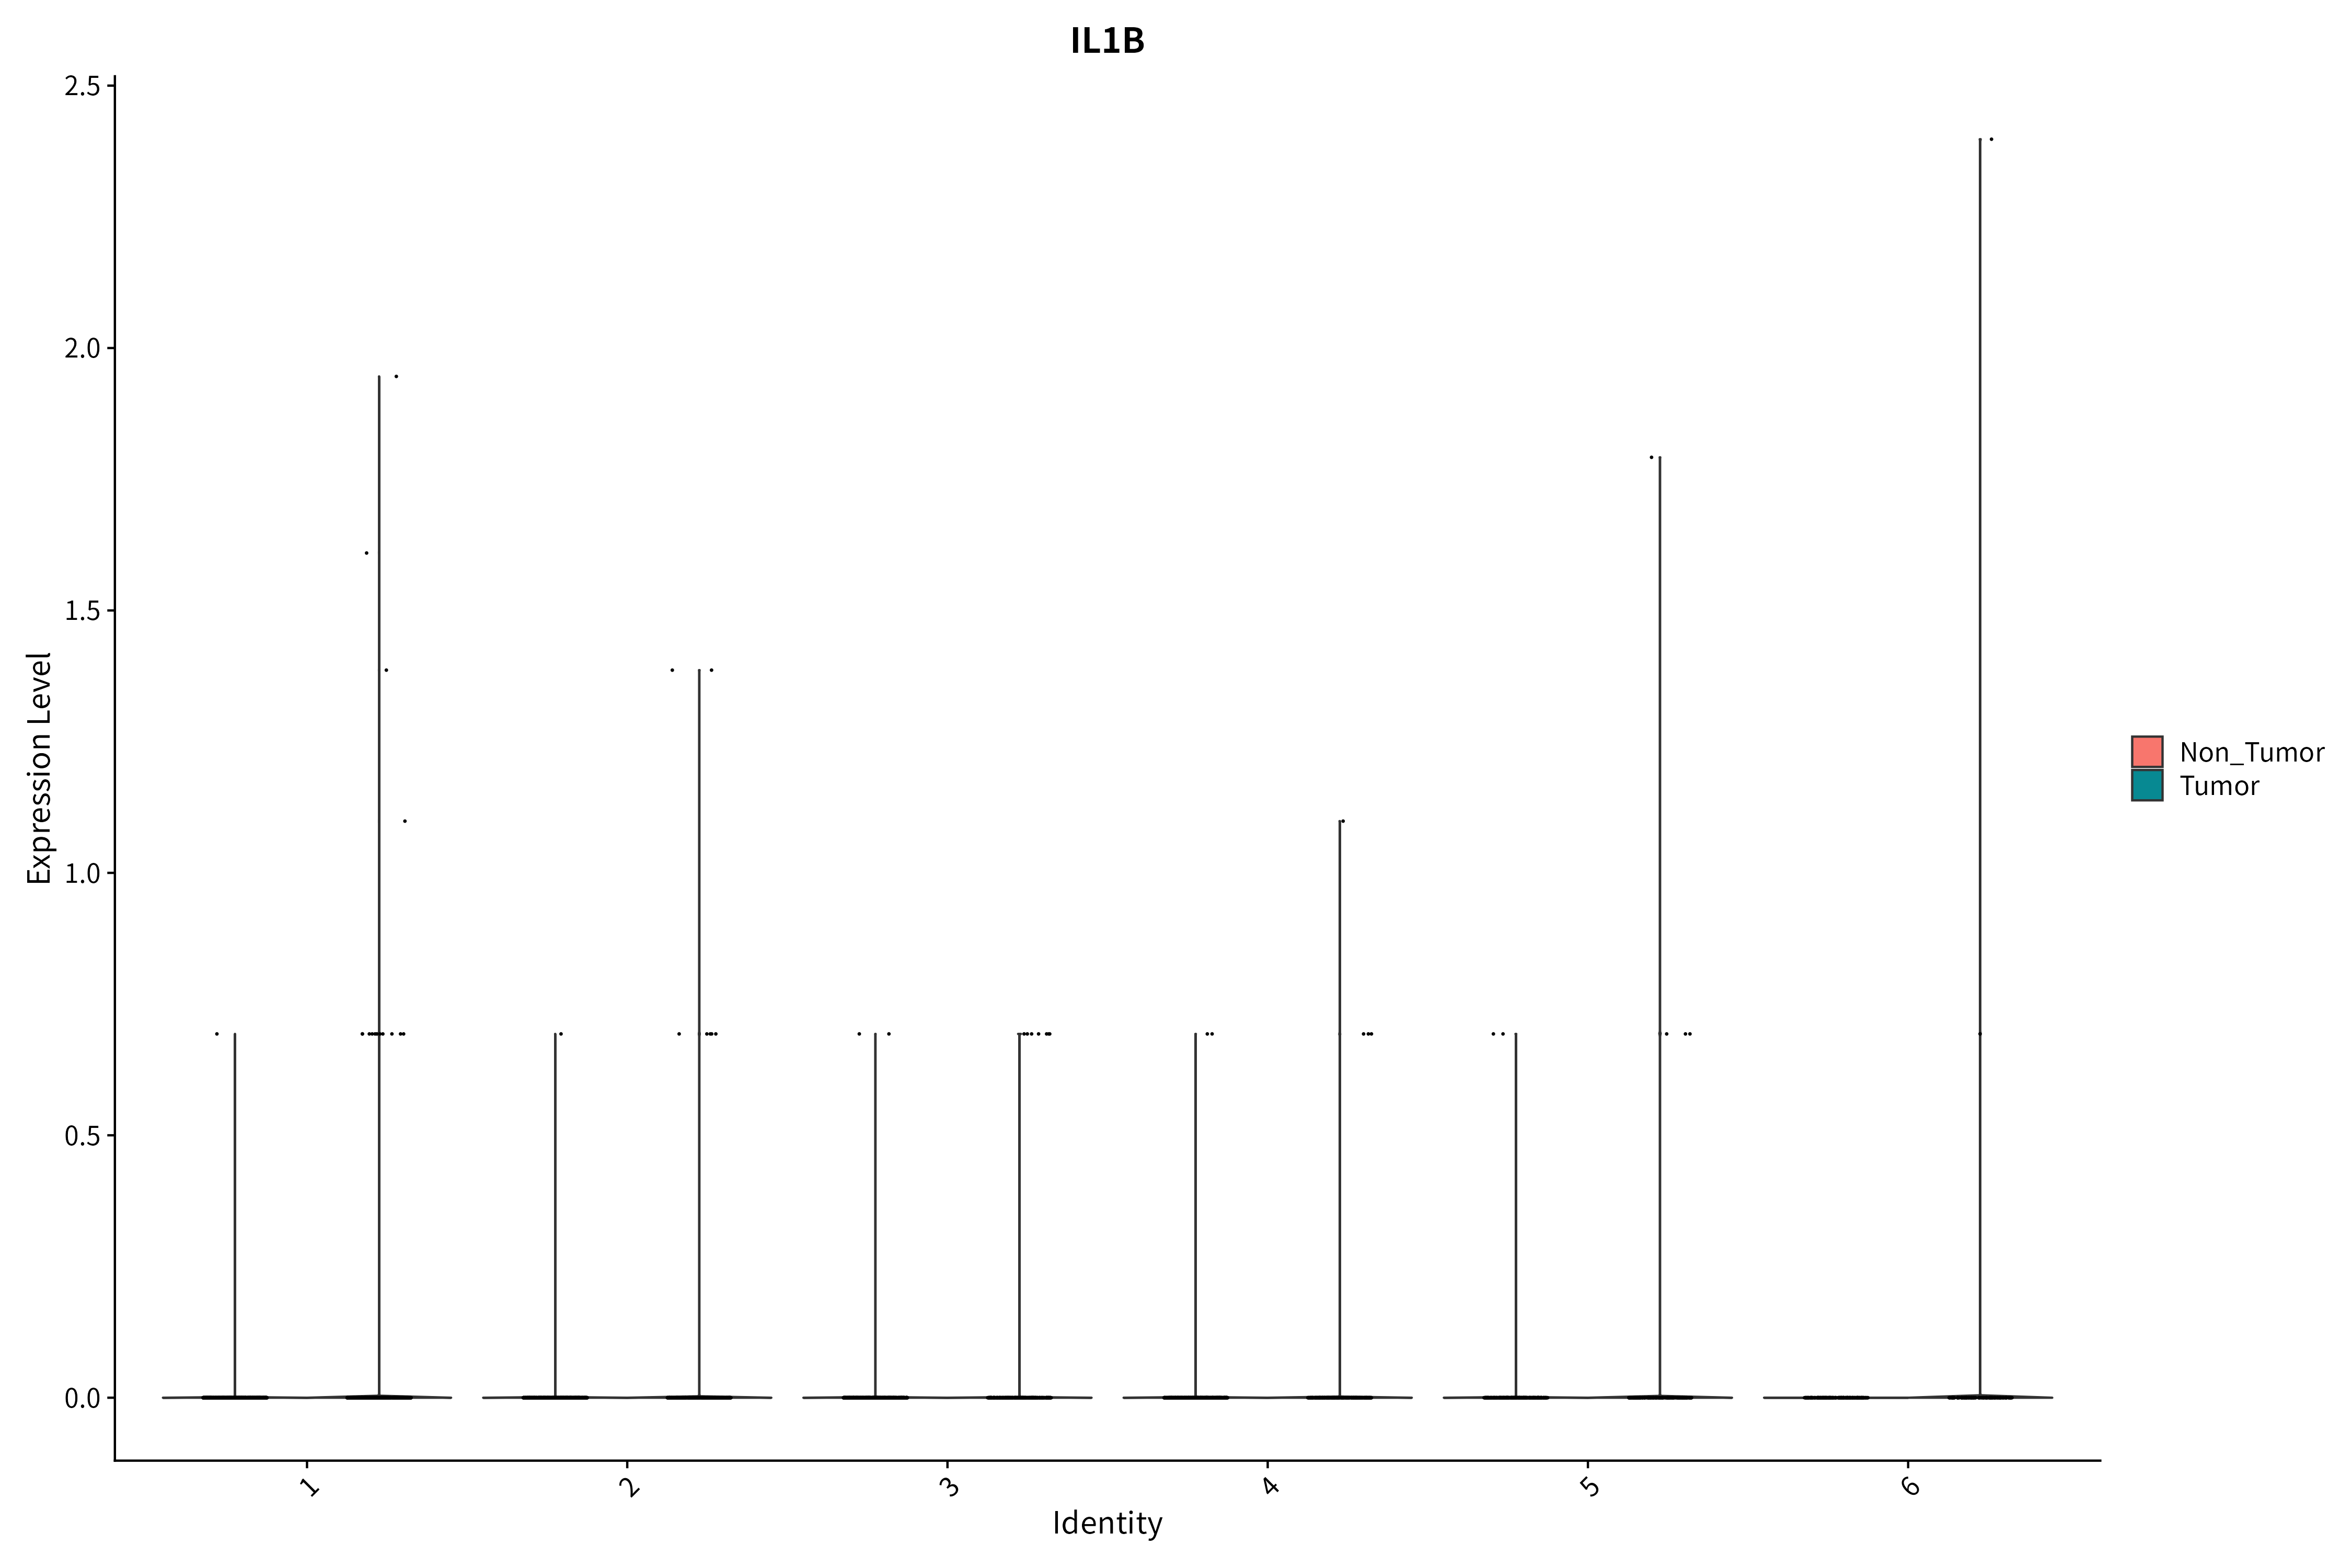 IL1B
2.5
2.0
1.5
1.0
0.5
0.0
Expression Level
1
2
3
4
5
6
Identity
Non_Tumor
Tumor